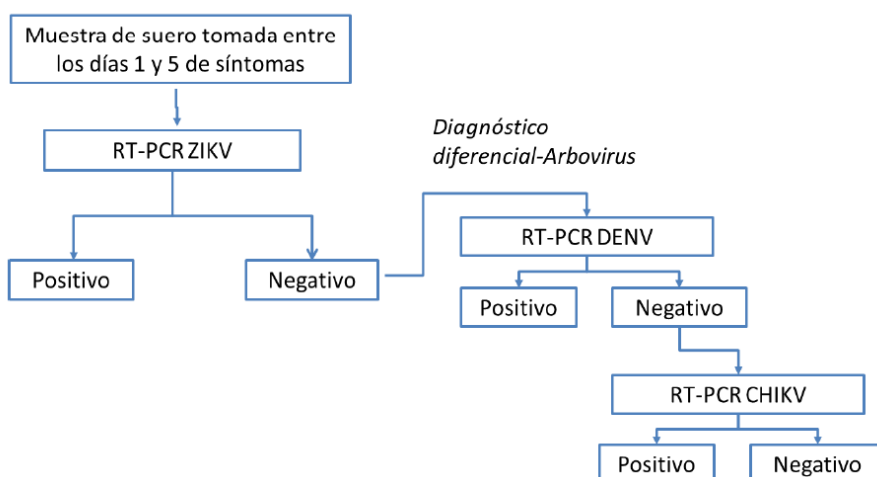 Muestra de suero tomada entre
los días 1 y 5 de síntomas
RT-PCR ZIKV
Diagnóstico
diferencial-Arbovirus
Positivo
Negativo
RT-PCR DENV
Positivo
Negativo
RT-PCR CHIKV
Positivo
Negativo